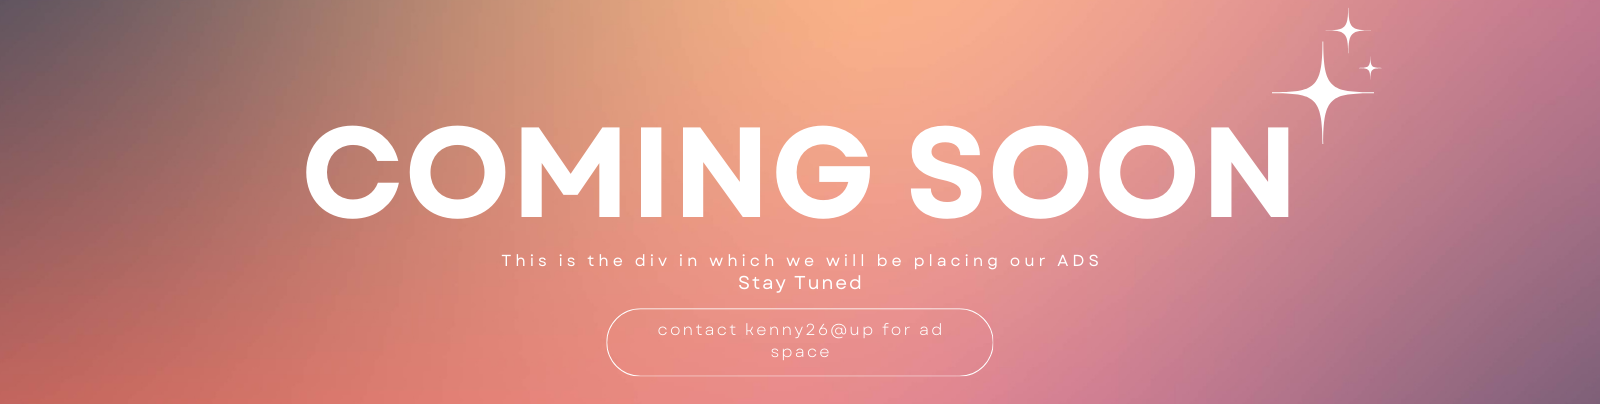 COMING SOON
This is the div in which we will be placing our ADS
Stay Tuned
contact kenny26@up for ad
space